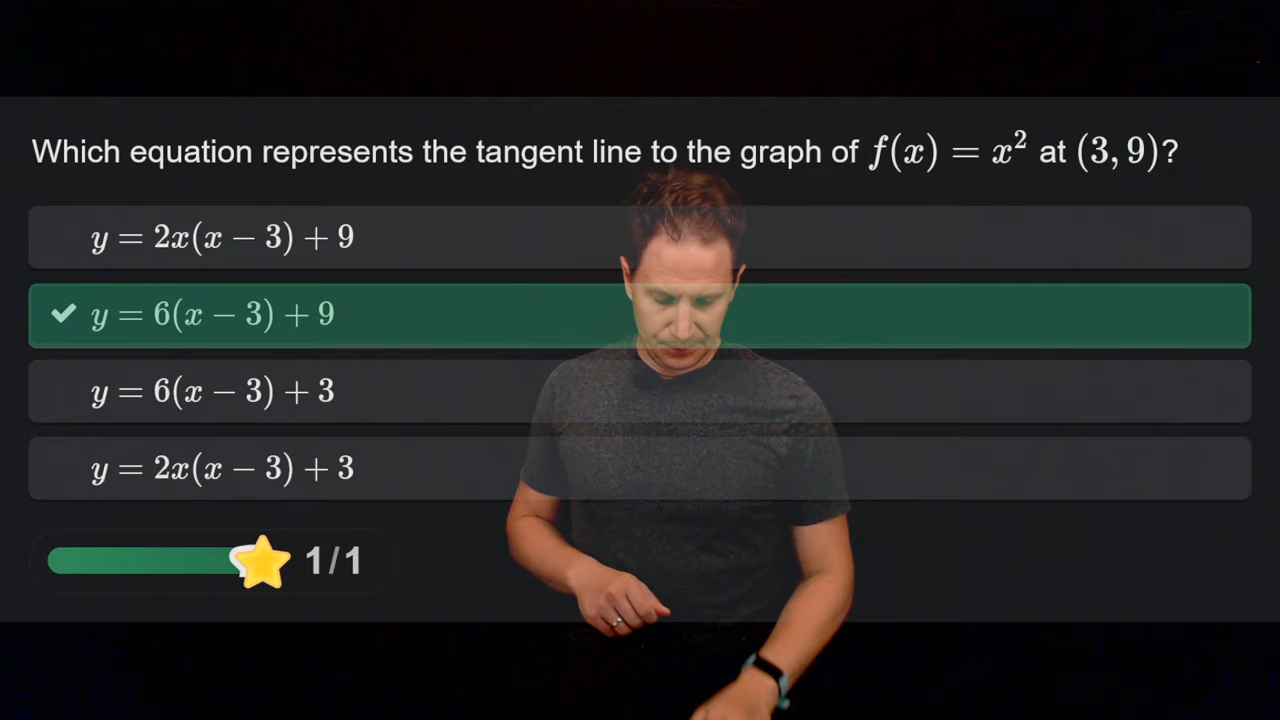 Which equation represents the tangent line to the graph of f(x) = x² at (3, 9)?
y = 2x(x − 3) + 9
y = 6(x − 3) + 9
y = 6(x − 3) + 3
y = 2x(x − 3) + 3
1/1